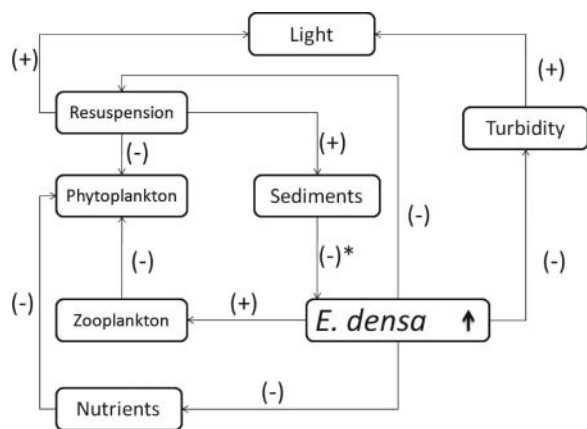 Light
(+)
(+)
Resuspension
Turbidity
(-)
(+)
Phytoplankton
Sediments
(-)
(-)
(-)*
(-)
(-)
Zooplankton
(+)
E. densa ↑
(-)
Nutrients